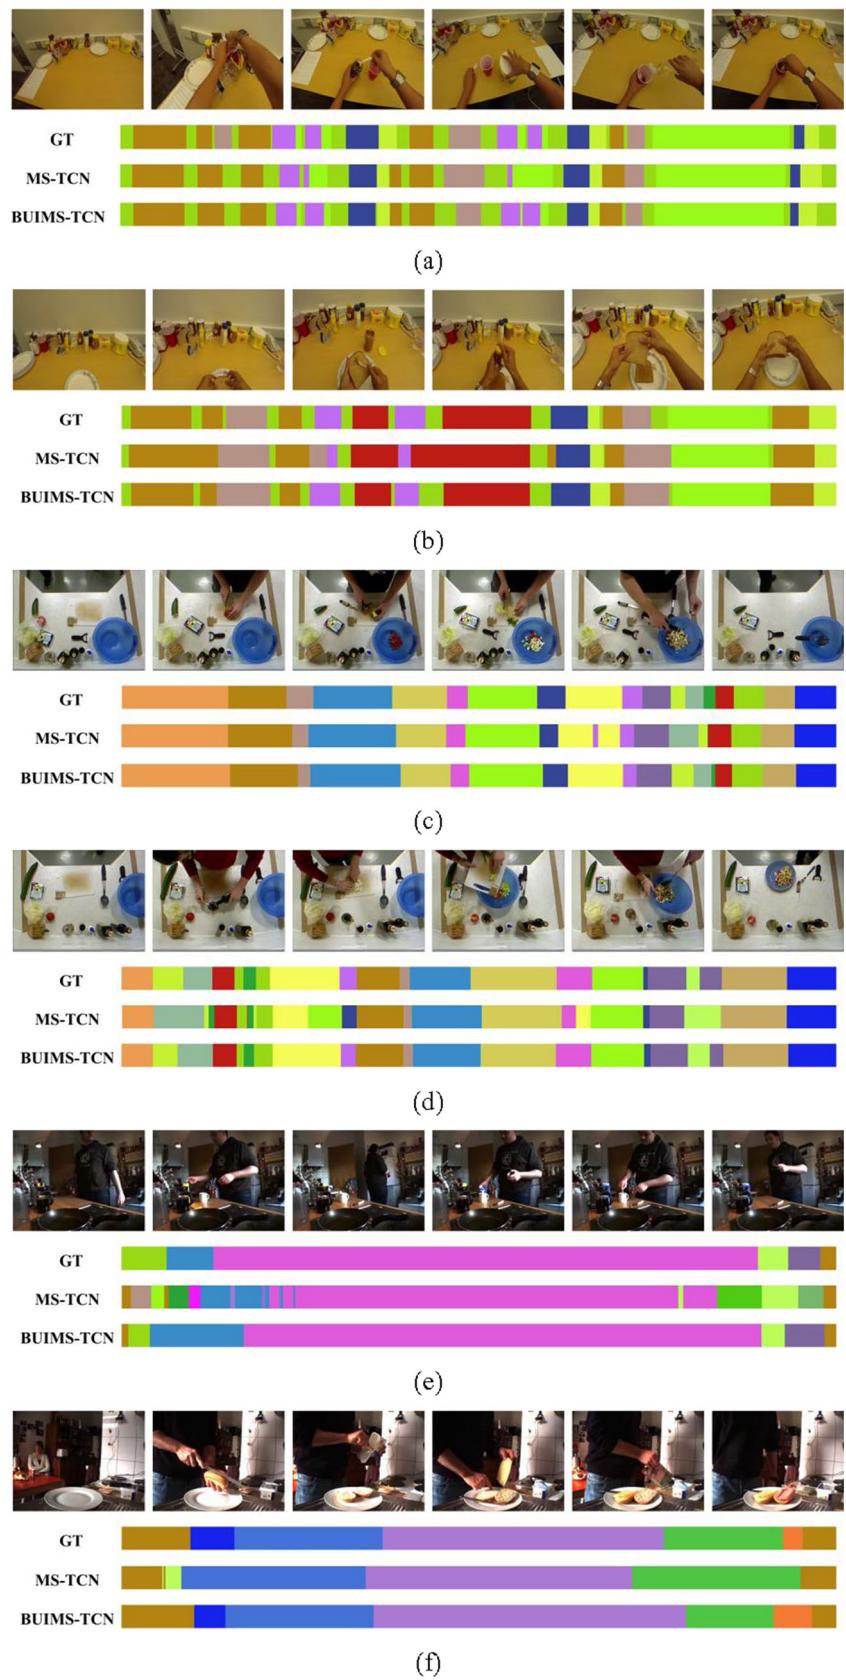 GT
MS-TCN
BUIMS-TCN
(a)
GT
MS-TCN
BUIMS-TCN
(b)
GT
MS-TCN
BUIMS-TCN
(c)
GT
MS-TCN
BUIMS-TCN
(d)
GT
MS-TCN
BUIMS-TCN
(e)
GT
MS-TCN
BUIMS-TCN
(f)